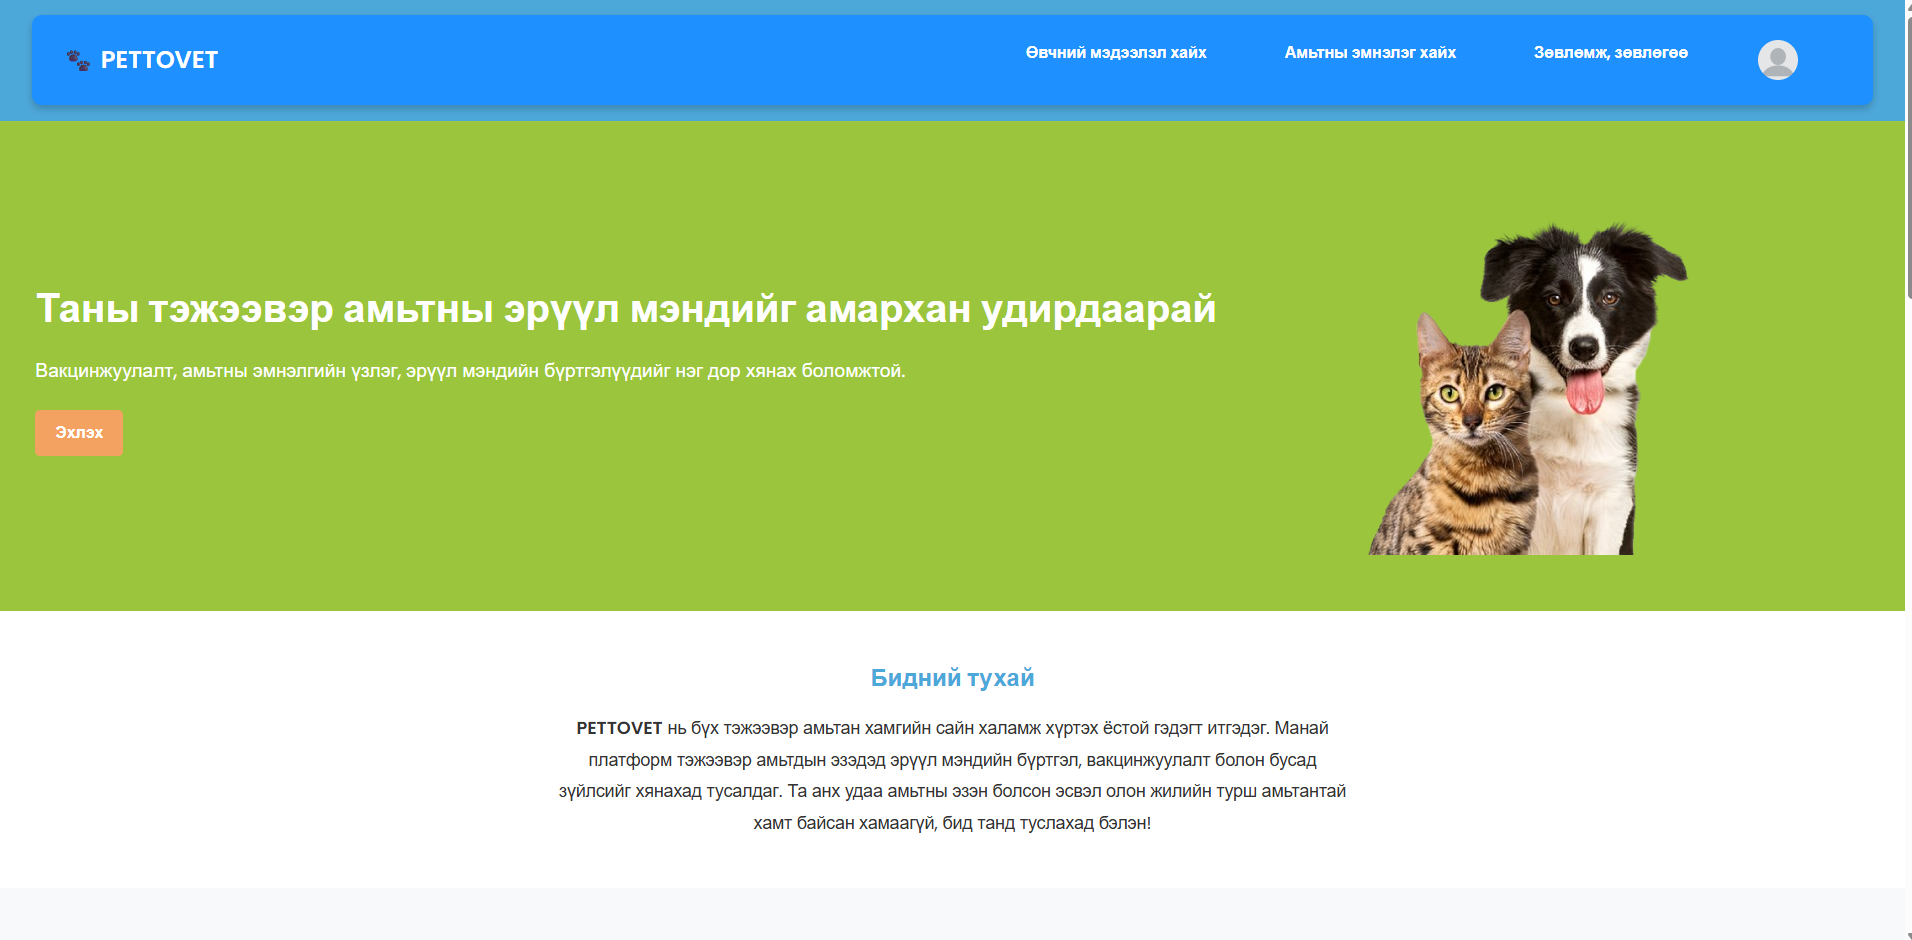 PETTOVET
Өвчний мэдээлэл хайх
Амьтны эмнэлэг хайх
Зөвлөмж, зөвлөгөө
Таны тэжээвэр амьтны эрүүл мэндийг амархан удирдаарай
Вакцинжуулалт, амьтны эмнэлгийн үзлэг, эрүүл мэндийн бүртгэлүүдийг нэг дор хянах боломжтой.
Эхлэх
Бидний тухай
PETTOVET нь бүх тэжээвэр амьтан хамгийн сайн халамж хүртэх ёстой гэдэгт итгэдэг. Манай
платформ тэжээвэр амьтдын эзэдэд эрүүл мэндийн бүртгэл, вакцинжуулалт болон бусад
зүйлсийг хянахад тусалдаг. Та анх удаа амьтны эзэн болсон эсвэл олон жилийн турш амьтантай
хамт байсан хамаагүй, бид танд туслахад бэлэн!